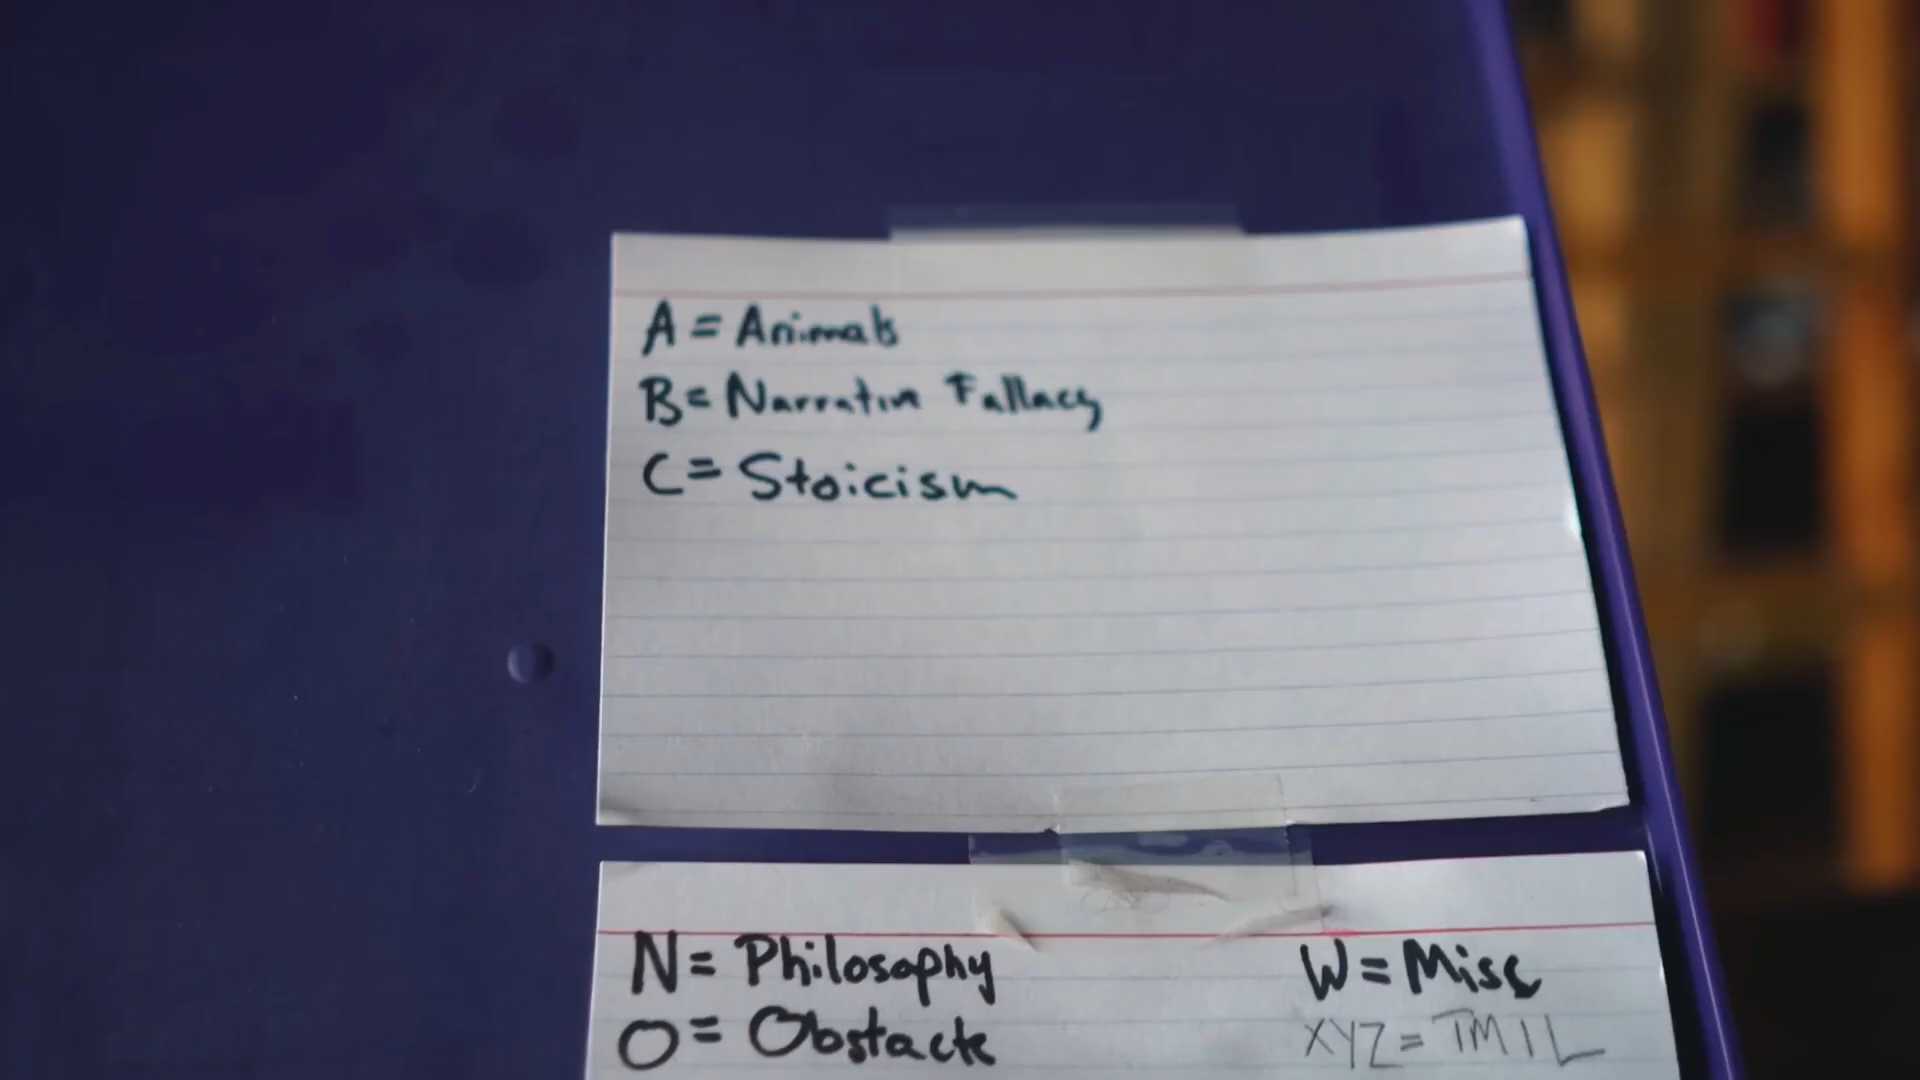 A = Animals
B = Narrative Fallacy
C = Stoicism
N = Philosophy
O = Obstacle
W = Misc
XYZ = TMIL